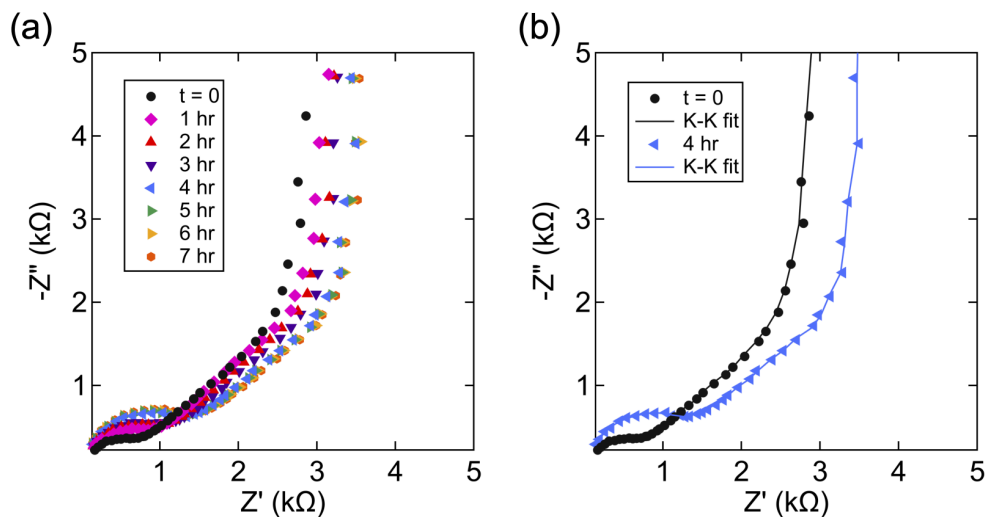 (a)
-Z" (kΩ)
5
4
3
2
1
t = 0
1 hr
2 hr
3 hr
4 hr
5 hr
6 hr
7 hr
1 2 3 4 5
Z' (kΩ)
(b)
-Z" (kΩ)
5
4
3
2
1
t = 0
K-K fit
4 hr
K-K fit
1 2 3 4 5
Z' (kΩ)